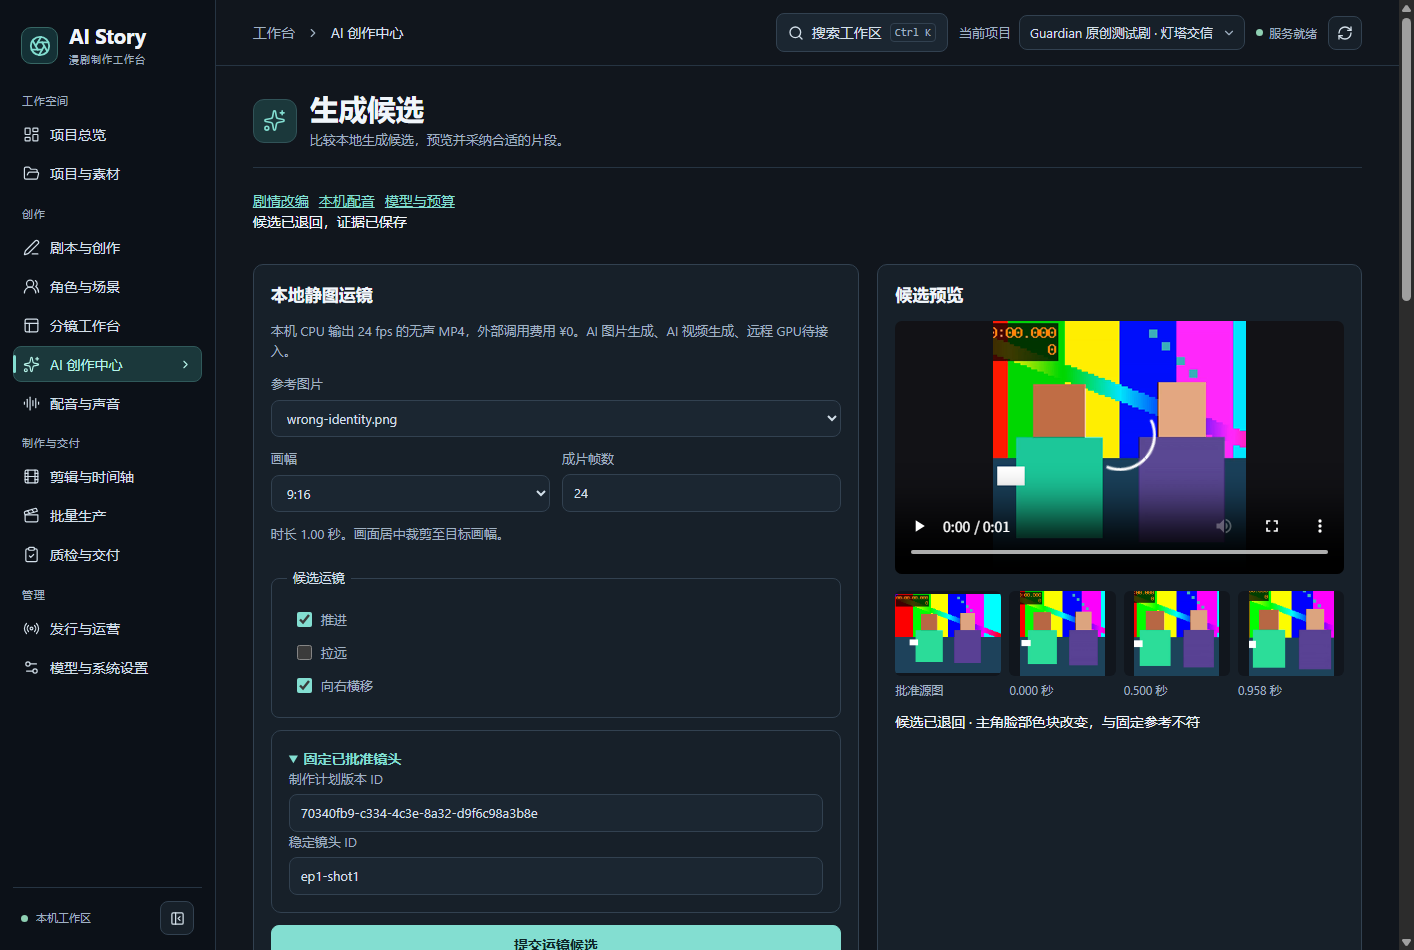 AI Story
漫剧制作工作台
工作空间
项目总览
项目与素材
创作
剧本与创作
角色与场景
分镜工作台
AI 创作中心
配音与声音
制作与交付
剪辑与时间轴
批量生产
质检与交付
管理
发行与运营
模型与系统设置
本机工作区
工作台 > AI 创作中心
搜索工作区 Ctrl K
当前项目
Guardian 原创测试剧 · 灯塔交信
服务就绪
生成候选
比较本地生成候选，预览并采纳合适的片段。
剧情改编 本机配音 模型与预算
候选已退回，证据已保存
本地静图运镜
本机 CPU 输出 24 fps 的无声 MP4，外部调用费用 ¥0。AI 图片生成、AI 视频生成、远程 GPU待接
入。
参考图片
wrong-identity.png
画幅 成片帧数
9:16 24
时长 1.00 秒。画面居中裁剪至目标画幅。
候选运镜
推进
拉远
向右横移
固定已批准镜头
制作计划版本 ID
70340fb9-c334-4c3e-8a32-d9f6c98a3b8e
稳定镜头 ID
ep1-shot1
提交运镜候选
候选预览
0:00.000
0
0:00 / 0:01
批准源图 0.000 秒 0.500 秒 0.958 秒
候选已退回 · 主角脸部色块改变，与固定参考不符